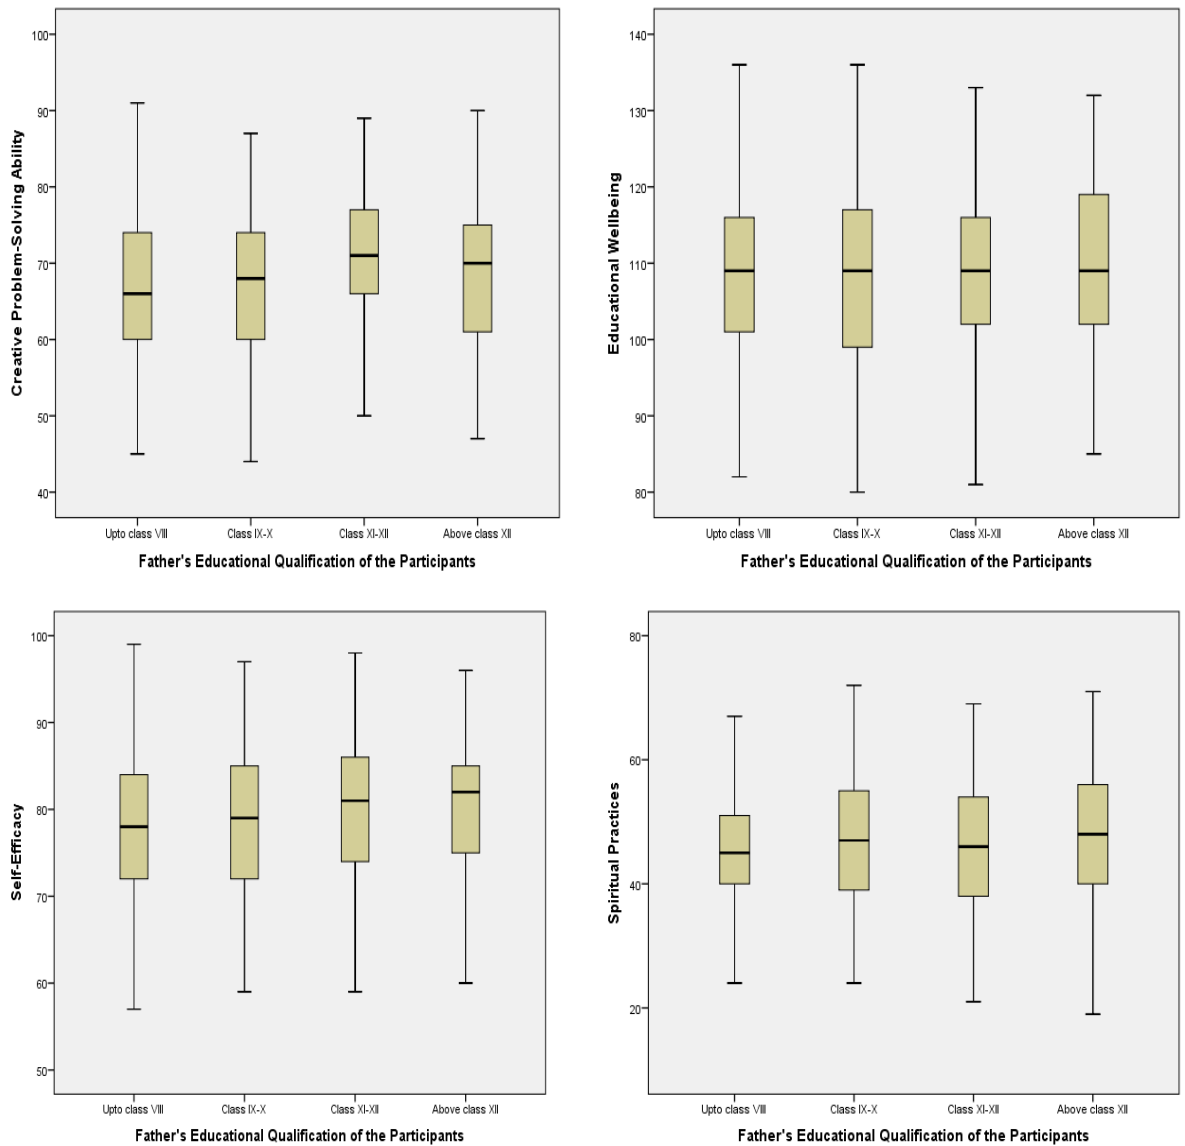 100
90
80
70
60
50
40
Creative Problem-Solving Ability
Upto class VIII Class IX-X Class XI-XII Above class XII
Father's Educational Qualification of the Participants
140
130
120
110
100
90
80
Educational Wellbeing
Upto class VIII Class IX-X Class XI-XII Above class XII
Father's Educational Qualification of the Participants
100
90
80
70
60
50
Self-Efficacy
Upto class VIII Class IX-X Class XI-XII Above class XII
Father's Educational Qualification of the Participants
80
60
40
20
Spiritual Practices
Upto class VIII Class IX-X Class XI-XII Above class XII
Father's Educational Qualification of the Participants